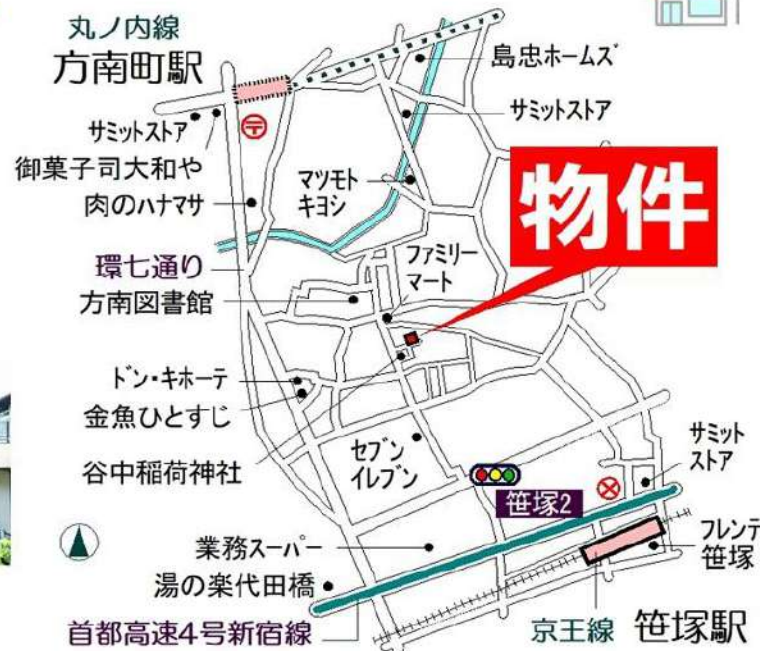 丸ノ内線
方南町駅
島忠ホームズ
サミットストア
サミットストア
〒
御菓子司大和や
マツモト
キヨシ
肉のハナマサ
物件
環七通り
ファミリー
マート
方南図書館
ドン・キホーテ
金魚ひとすじ
サミット
ストア
セブン
イレブン
谷中稲荷神社
笹塚2
業務スーパー
フレンテ
笹塚
湯の楽代田橋
首都高速4号新宿線
京王線
笹塚駅